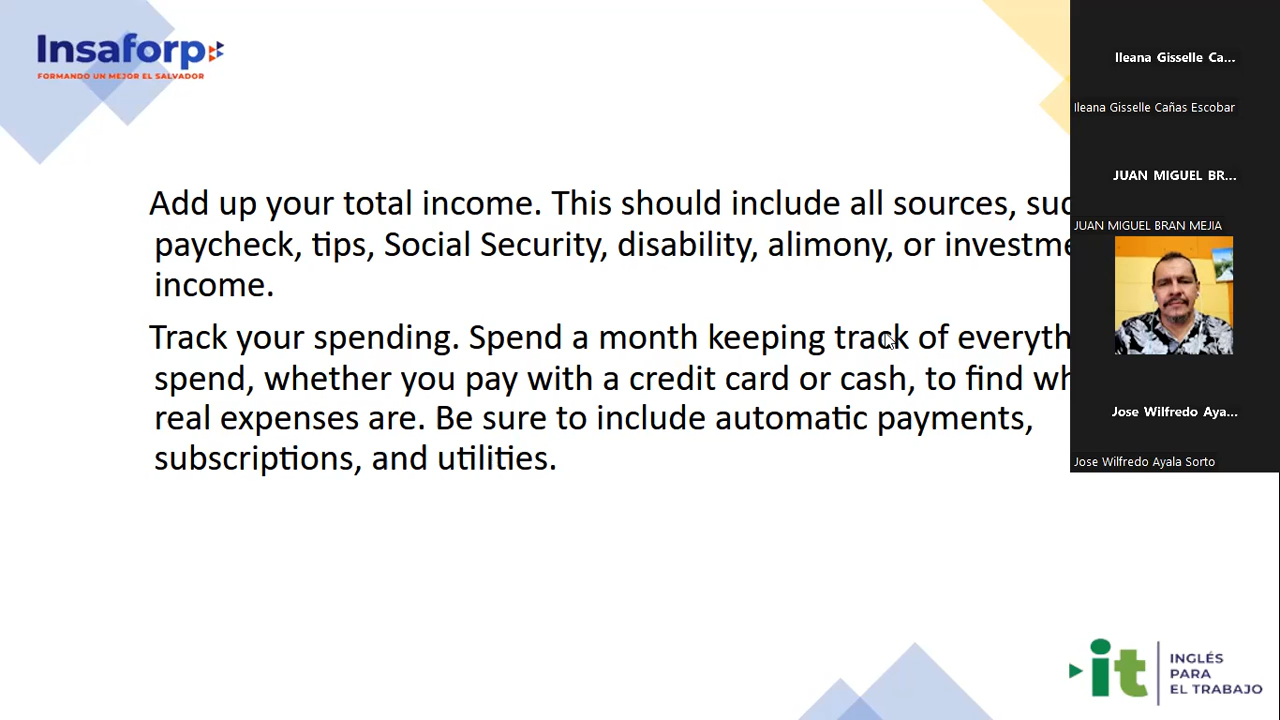 Insaforp
FORMANDO UN MEJOR EL SALVADOR
Add up your total income. This should include all sources,
paycheck, tips, Social Security, disability, alimony, or
income.
Track your spending. Spend a month keeping track of
spend, whether you pay with a credit card or cash, to find
real expenses are. Be sure to include automatic payments,
subscriptions, and utilities.
Ileana Gisselle Ca...
Ileana Gisselle Cañas Escobar
JUAN MIGUEL BR...
JUAN MIGUEL BRAN MEJIA
Jose Wilfredo Aya...
Jose Wilfredo Ayala Sorto
it
INGLÉS
PARA
EL TRABAJO